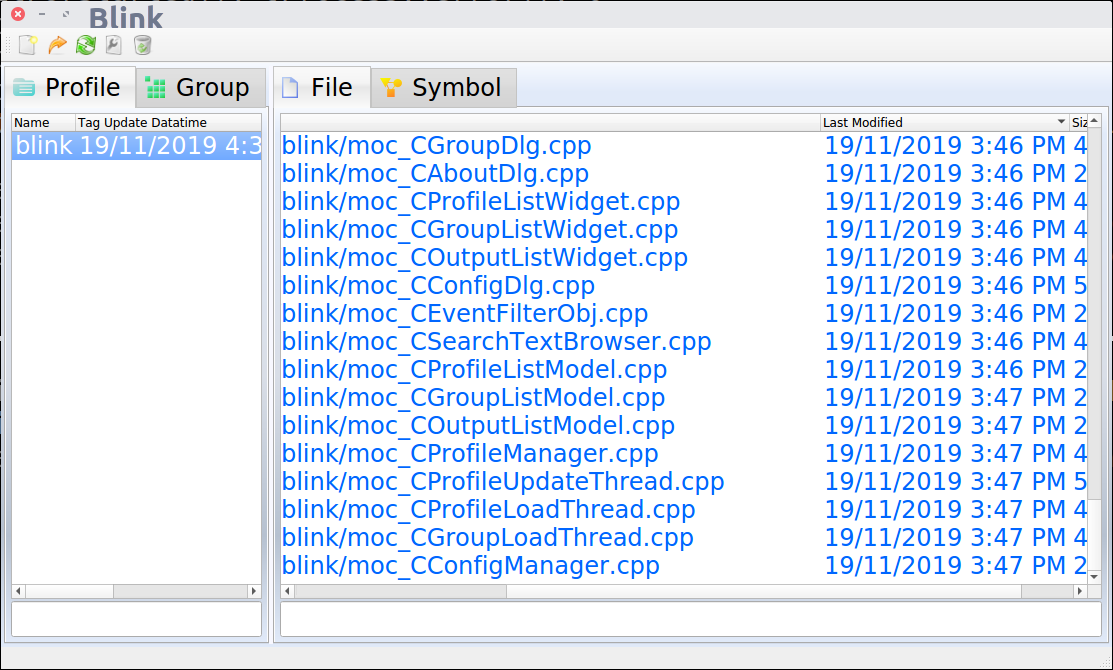 Blink
Profile Group File Symbol
Name Tag Update Datatime Last Modified Siz
blink 19/11/2019 4:3
blink/moc_CGroupDlg.cpp 19/11/2019 3:46 PM 4
blink/moc_CAboutDlg.cpp 19/11/2019 3:46 PM 2
blink/moc_CProfileListWidget.cpp 19/11/2019 3:46 PM 4
blink/moc_CGroupListWidget.cpp 19/11/2019 3:46 PM 4
blink/moc_COutputListWidget.cpp 19/11/2019 3:46 PM 4
blink/moc_CConfigDlg.cpp 19/11/2019 3:46 PM 5
blink/moc_CEventFilterObj.cpp 19/11/2019 3:46 PM 2
blink/moc_CSearchTextBrowser.cpp 19/11/2019 3:46 PM 4
blink/moc_CProfileListModel.cpp 19/11/2019 3:46 PM 2
blink/moc_CGroupListModel.cpp 19/11/2019 3:47 PM 2
blink/moc_COutputListModel.cpp 19/11/2019 3:47 PM 2
blink/moc_CProfileManager.cpp 19/11/2019 3:47 PM 4
blink/moc_CProfileUpdateThread.cpp 19/11/2019 3:47 PM 5
blink/moc_CProfileLoadThread.cpp 19/11/2019 3:47 PM 4
blink/moc_CGroupLoadThread.cpp 19/11/2019 3:47 PM 4
blink/moc_CConfigManager.cpp 19/11/2019 3:47 PM 2